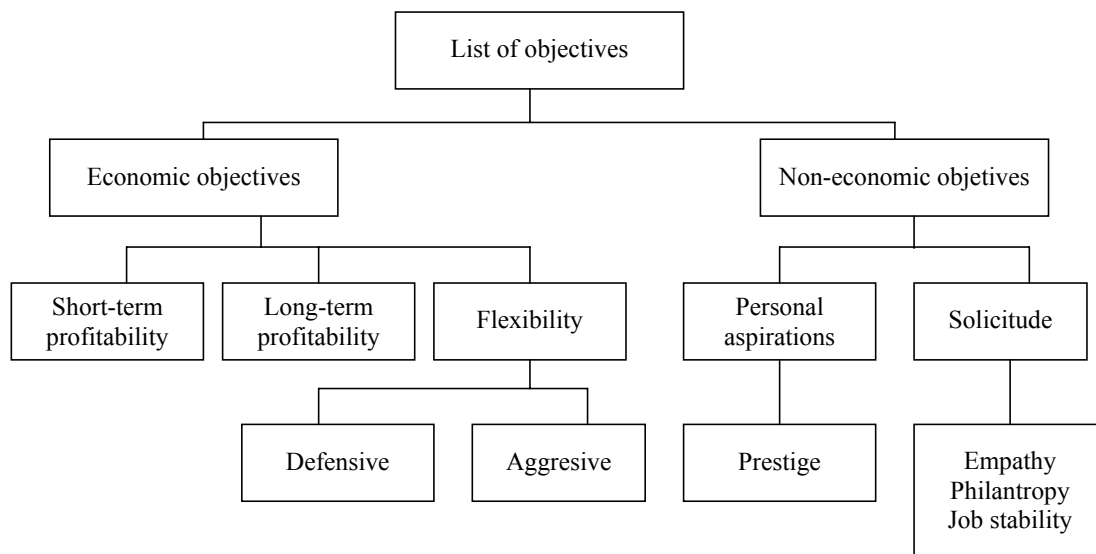 List of objectives
Economic objectives
Non-economic objetives
Short-term
profitability
Long-term
profitability
Flexibility
Personal
aspirations
Solicitude
Defensive
Aggresive
Prestige
Empathy
Philantropy
Job stability